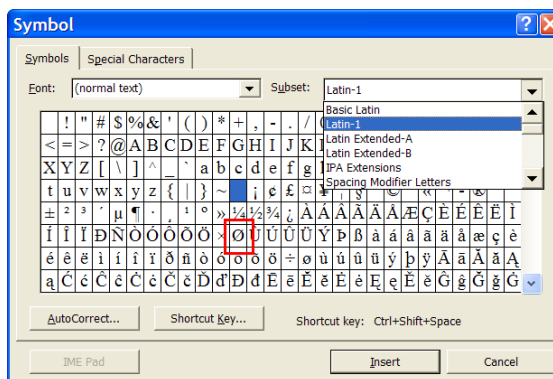 Symbol
Symbols Special Characters
Font: (normal text) Subset: Latin-1
Basic Latin
Latin-1
Latin Extended-A
Latin Extended-B
IPA Extensions
Spacing Modifier Letters
! " # $ % & ' ( ) * + , - . /
< = > ? @ A B C D E F G H I J K
X Y Z [ \ ] ^ _ ` a b c d e f g
t u v w x y z { | } ~ ¡ ¢ £ ¤
± ² ³ ´ µ ¶ · ¸ ¹ º » ¼ ½ ¾ ¿ À Á Â Ã Ä Å Æ Ç È É Ê Ë Ì
Í Î Ï Ð Ñ Ò Ó Ô Õ Ö × Ø Ù Ú Û Ü Ý Þ ß à á â ã ä å æ ç è
é ê ë ì í î ï ð ñ ò ó ô õ ö ÷ ø ù ú û ü ý þ ÿ Ā ā Ă ă Ą
ą Ć ć Ĉ ĉ Ċ ċ Č č Ď ď Đ đ Ē ē Ĕ ĕ Ė ė Ę ę Ě ě Ĝ ĝ Ğ ğ Ġ
AutoCorrect... Shortcut Key... Shortcut key: Ctrl+Shift+Space
IME Pad Insert Cancel